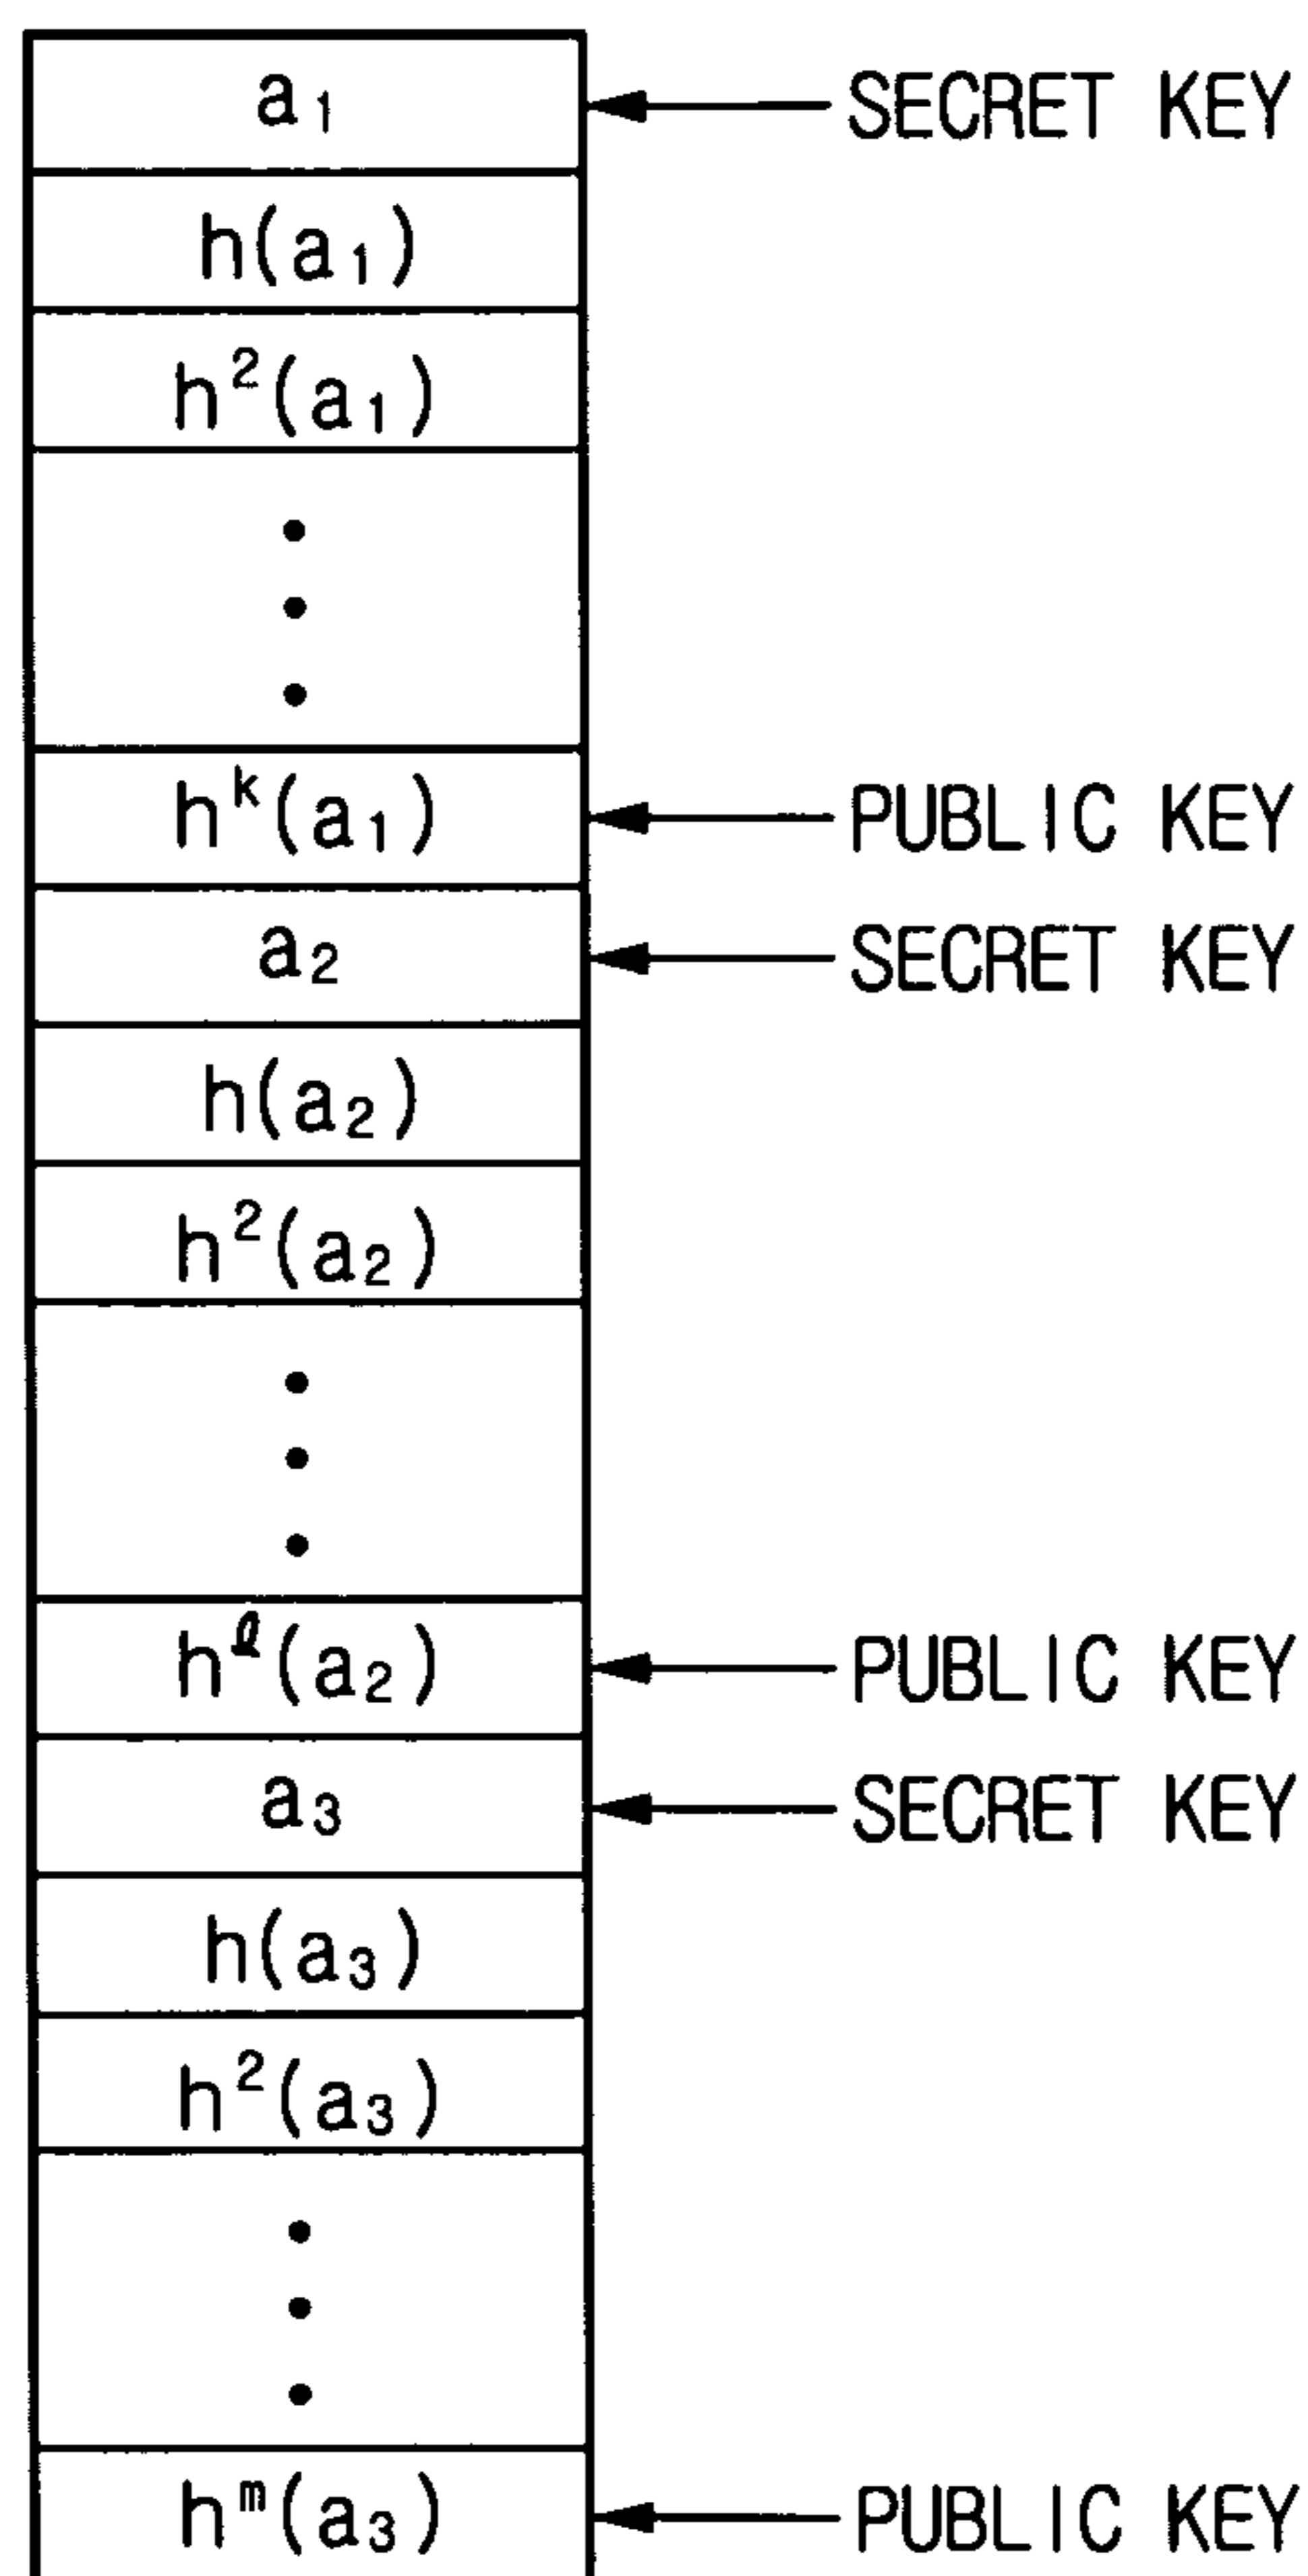 a₁ SECRET KEY
h(a₁)
h²(a₁)
hᵏ(a₁) PUBLIC KEY
a₂ SECRET KEY
h(a₂)
h²(a₂)
hˡ(a₂) PUBLIC KEY
a₃ SECRET KEY
h(a₃)
h²(a₃)
hᵐ(a₃) PUBLIC KEY